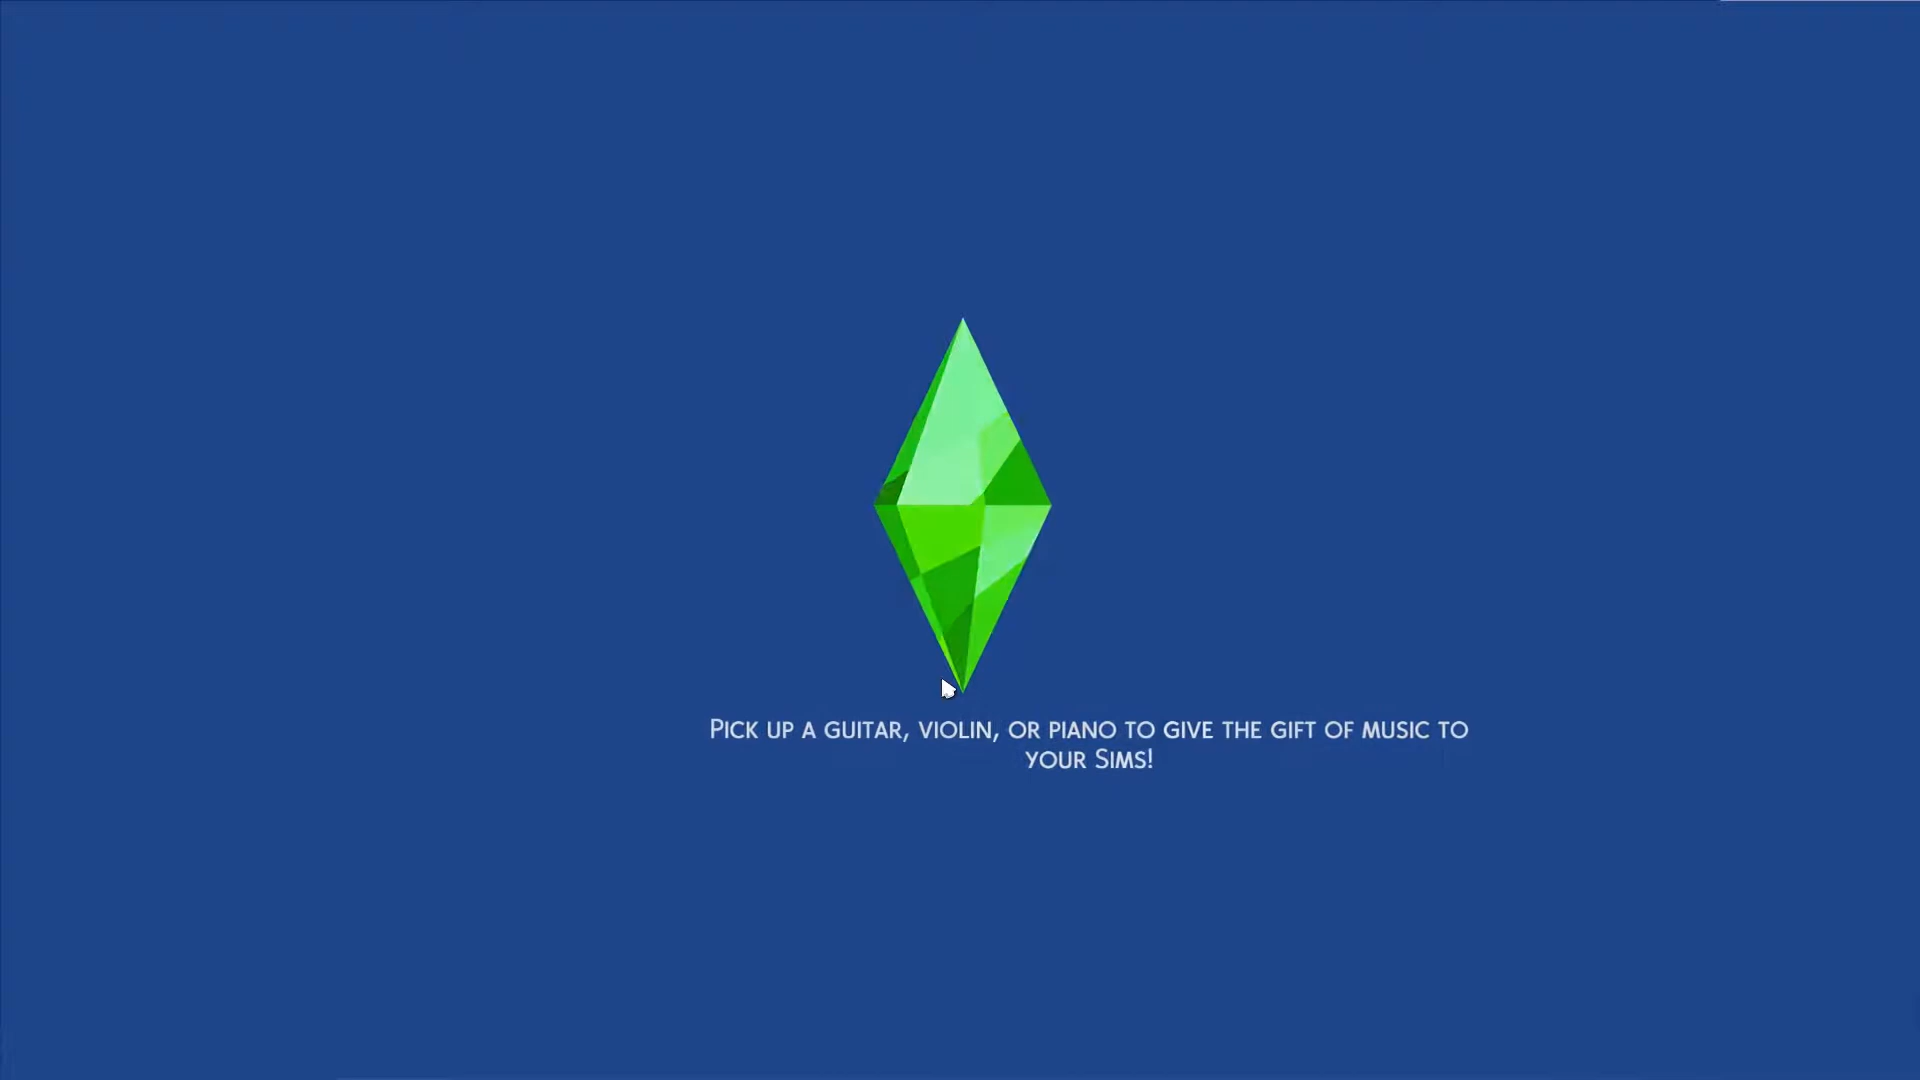 Pick up a guitar, violin, or piano to give the gift of music to
your Sims!